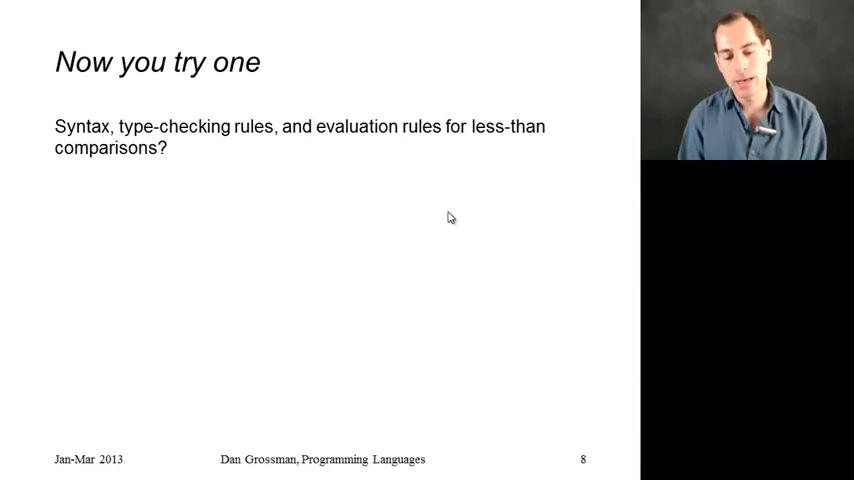 Now you try one
Syntax, type-checking rules, and evaluation rules for less-than
comparisons?
Jan-Mar 2013
Dan Grossman, Programming Languages
8